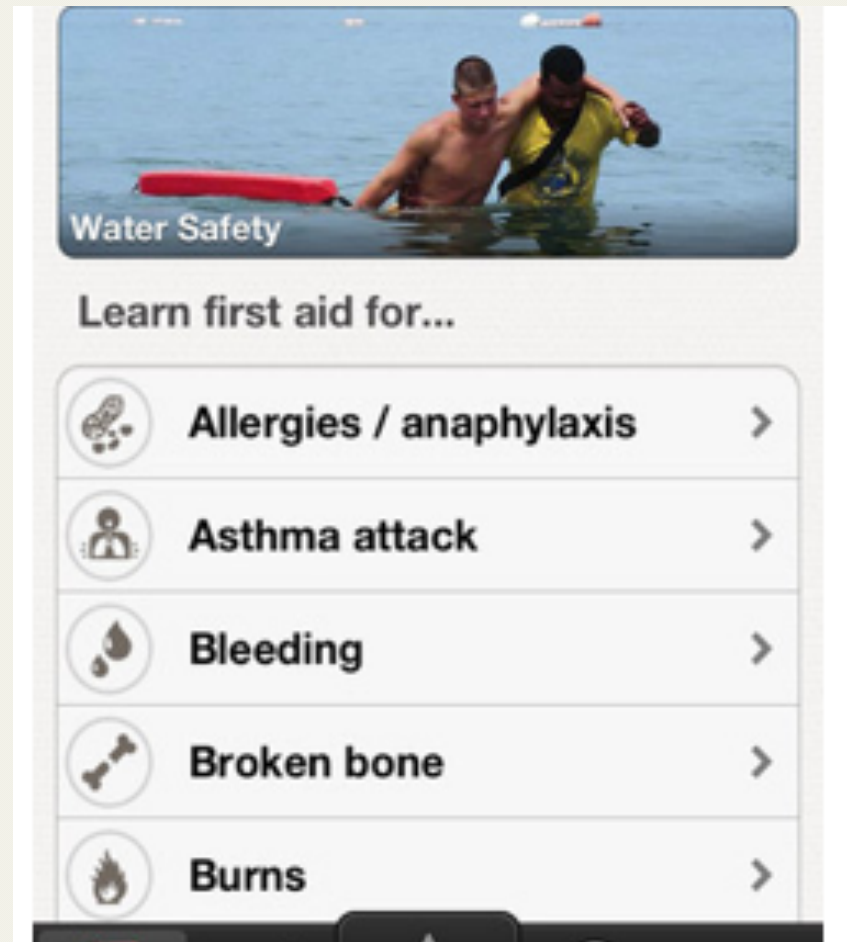 Water Safety
Learn first aid for...
Allergies / anaphylaxis
Asthma attack
Bleeding
Broken bone
Burns